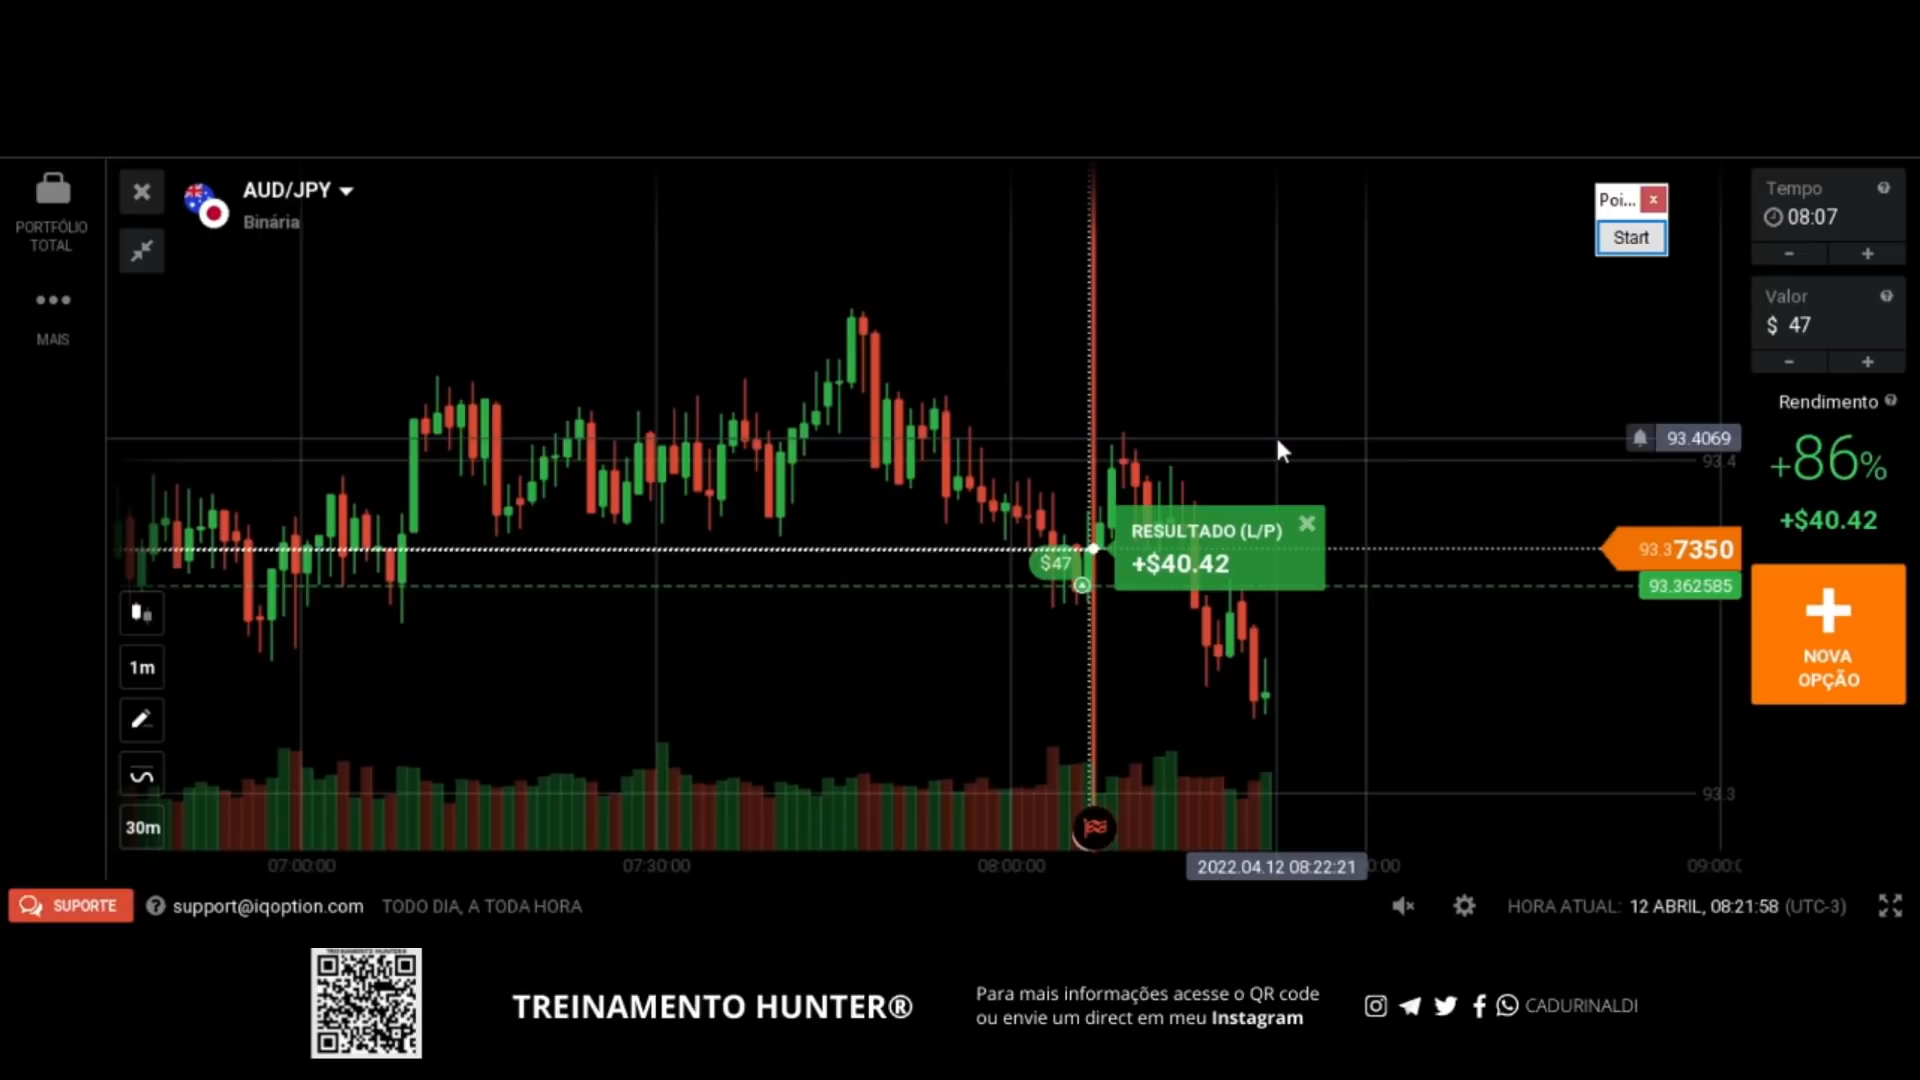 PORTFÓLIO
TOTAL
MAIS
AUD/JPY
Binária
Poi... x
Start
Tempo
08:07
- +
Valor
$ 47
- +
Rendimento
+86%
+$40.42
93.4069
93.4
RESULTADO (L/P)
+$40.42
$47
93.37350
93.362585
NOVA
OPÇÃO
1m
30m
93.3
07:00:00
07:30:00
08:00:00
2022.04.12 08:22:21
SUPORTE
support@iqoption.com
TODO DIA, A TODA HORA
HORA ATUAL: 12 ABRIL, 08:21:58 (UTC-3)
TREINAMENTO HUNTER®
Para mais informações acesse o QR code
ou envie um direct em meu Instagram
CADURINALDI